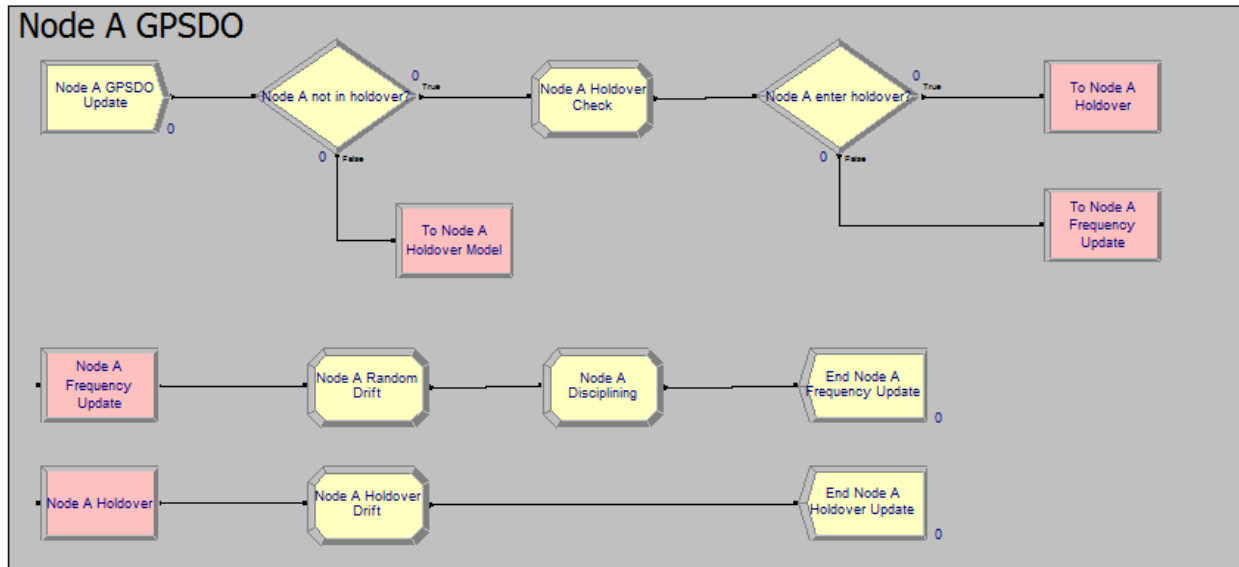 Node A GPSDO
Node A GPSDO
Update
0
Node A not in holdover?
0
True
0
False
Node A Holdover
Check
Node A enter holdover?
0
True
0
False
To Node A
Holdover
To Node A
Holdover Model
To Node A
Frequency
Update
Node A
Frequency
Update
Node A Random
Drift
Node A
Disciplining
End Node A
Frequency Update
0
Node A Holdover
Node A Holdover
Drift
End Node A
Holdover Update
0